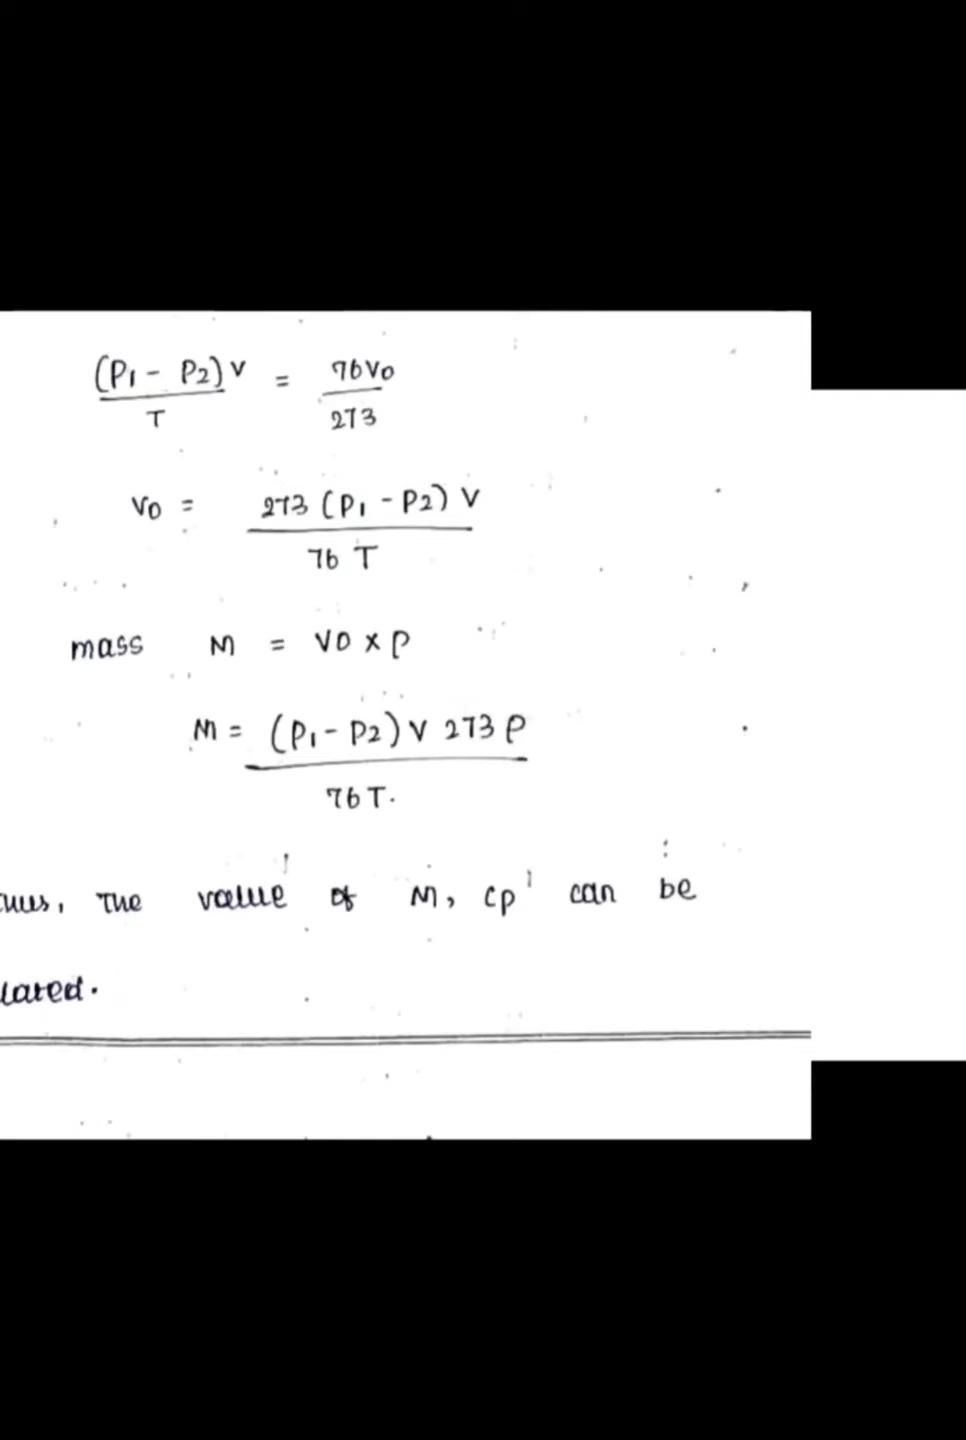 (P1 - P2) V / T = 76V0 / 273
V0 = 273 (P1 - P2) V / 76 T
mass M = V0 x ρ
M = (P1 - P2) V 273 ρ / 76 T.
The value of M, Cp' can be